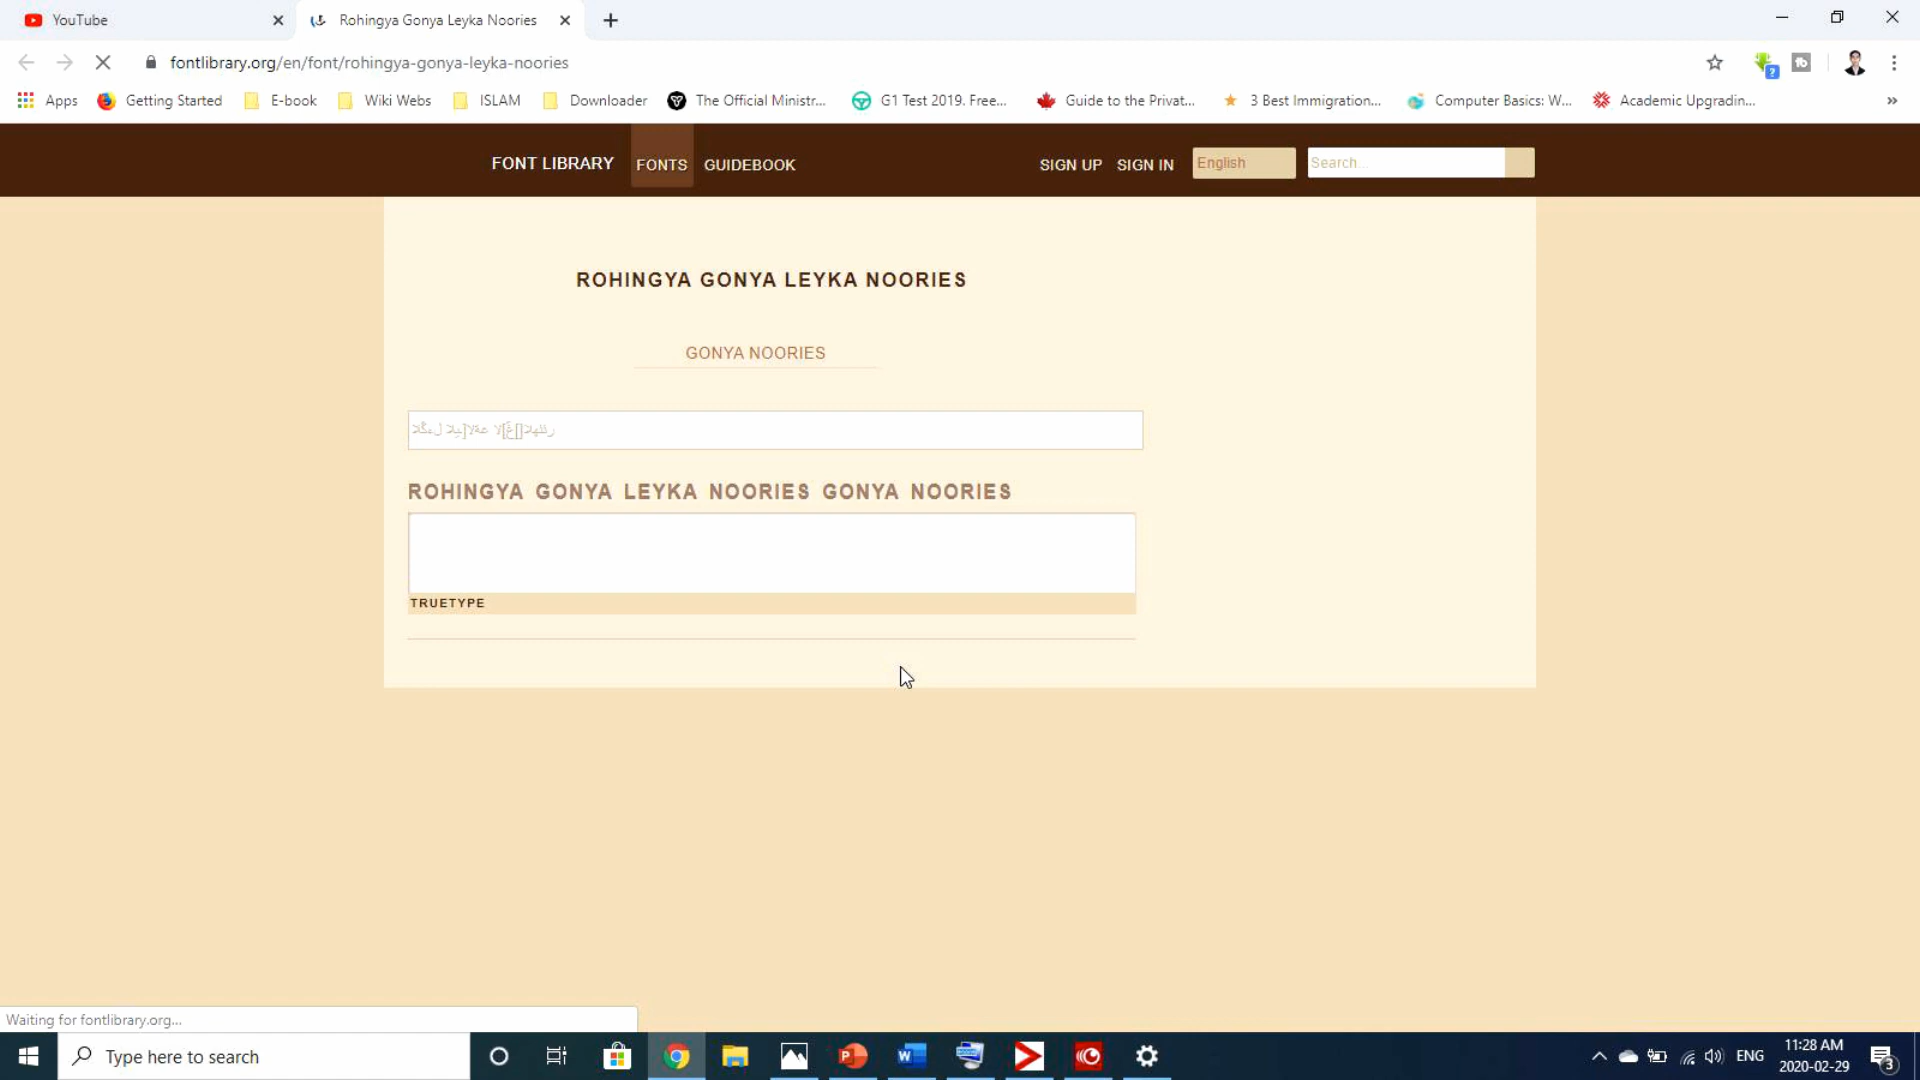 YouTube
Rohingya Gonya Leyka Noories
fontlibrary.org/en/font/rohingya-gonya-leyka-noories
Apps
Getting Started
E-book
Wiki Webs
ISLAM
Downloader
The Official Ministr...
G1 Test 2019. Free...
Guide to the Privat...
3 Best Immigration...
Computer Basics: W...
Academic Upgradin...
FONT LIBRARY
FONTS
GUIDEBOOK
SIGN UP
SIGN IN
English
Search...
ROHINGYA GONYA LEYKA NOORIES
GONYA NOORIES
ROHINGYA GONYA LEYKA NOORIES GONYA NOORIES
TRUETYPE
Waiting for fontlibrary.org...
Type here to search
ENG
11:28 AM
2020-02-29
3